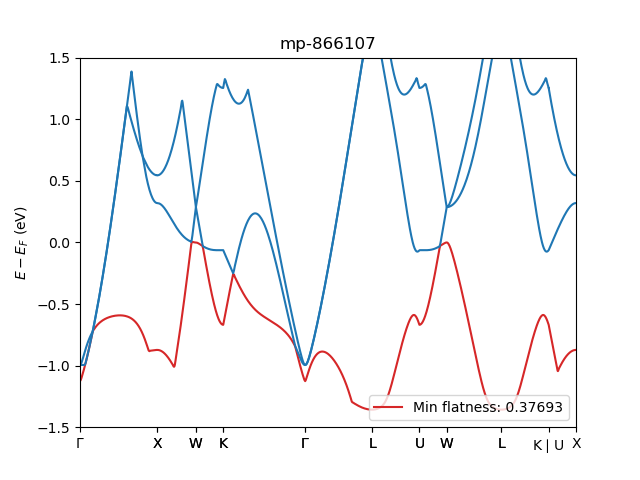 mp-866107
E − E_F (eV)
1.5
1.0
0.5
0.0
−0.5
−1.0
−1.5
Min flatness: 0.37693
Γ X W K Γ L U W L K | U X